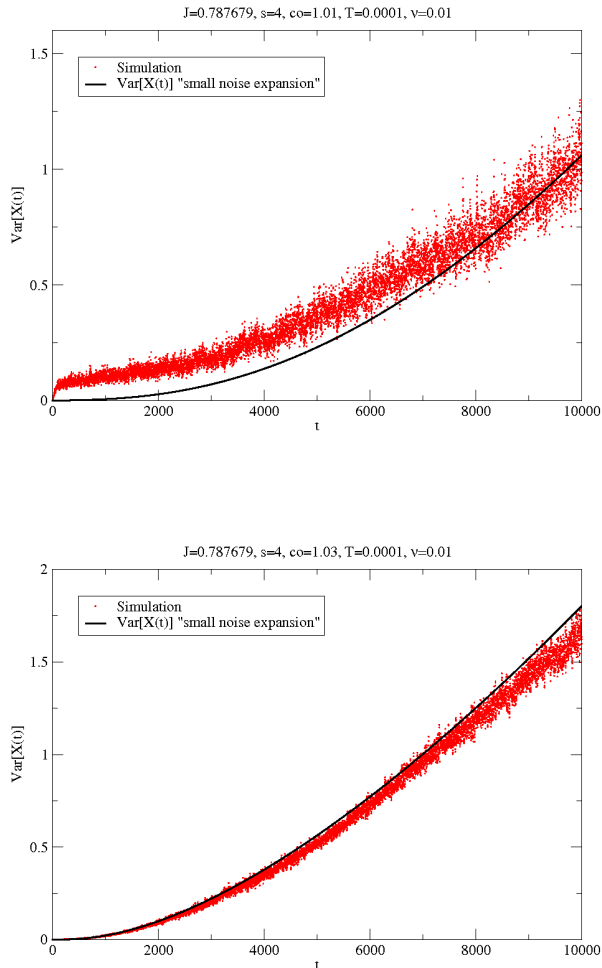 J=0.787679, s=4, co=1.01, T=0.0001, ν=0.01
1.5
Simulation
Var[X(t)] "small noise expansion"
1
Var[X(t)]
0.5
0
0 2000 4000 6000 8000 10000
t
J=0.787679, s=4, co=1.03, T=0.0001, ν=0.01
2
Simulation
Var[X(t)] "small noise expansion"
1.5
Var[X(t)]
1
0.5
0
0 2000 4000 6000 8000 10000
t